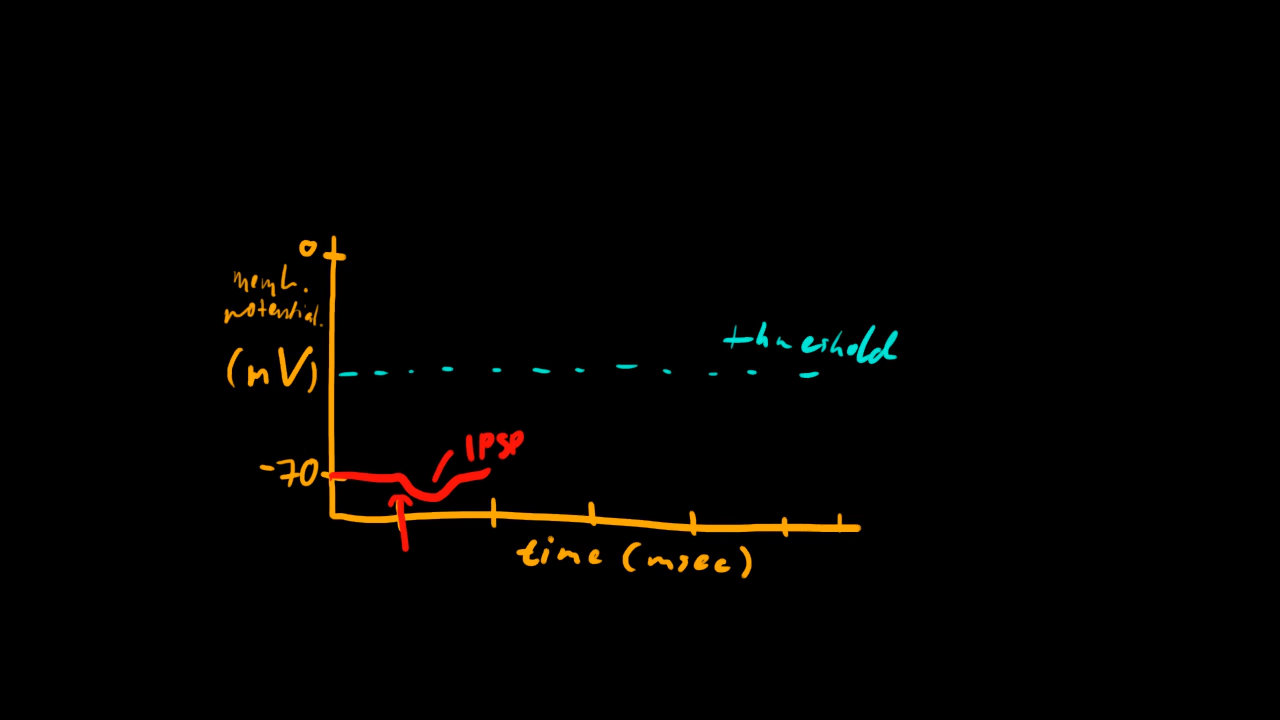 0
memb.
potential.
(mV)
threshold
-70
IPSP
time (msec)